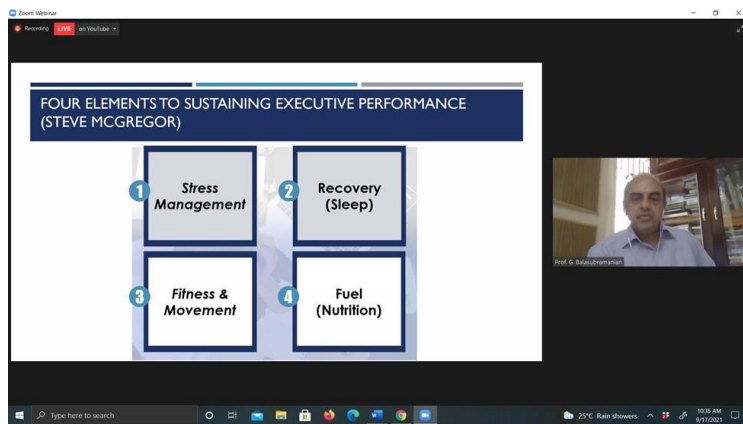 Zoom Webinar
Recording LIVE on YouTube
FOUR ELEMENTS TO SUSTAINING EXECUTIVE PERFORMANCE
(STEVE MCGREGOR)
1 Stress
Management
2 Recovery
(Sleep)
3 Fitness &
Movement
4 Fuel
(Nutrition)
Prof. G. Balasubramanian
Type here to search
25°C Rain showers
10:35 AM
9/17/2021